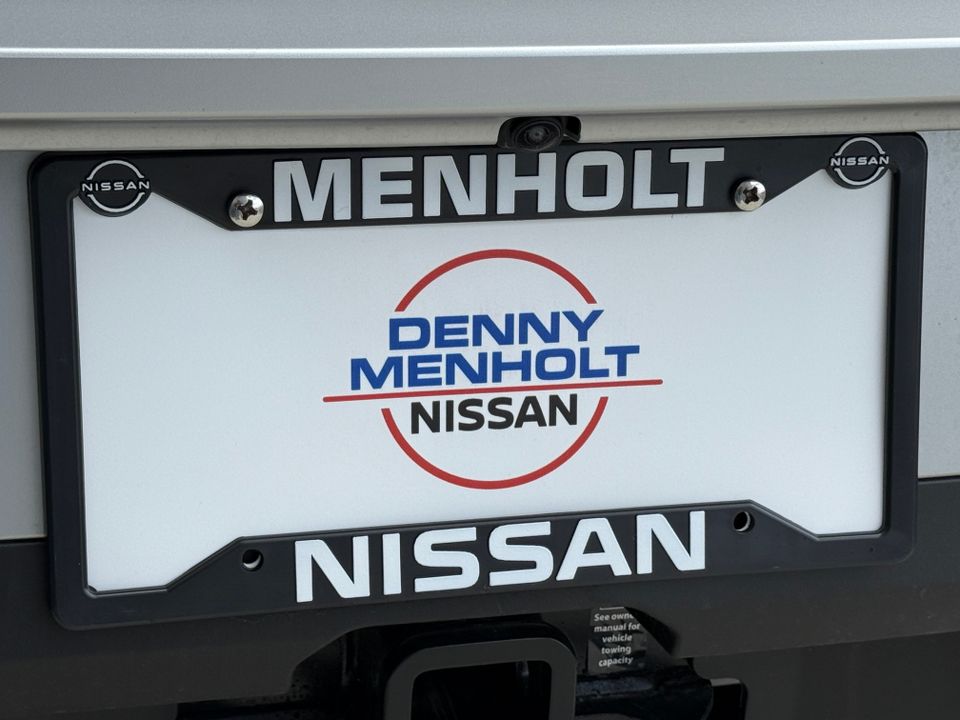 MENHOLT
NISSAN
NISSAN
DENNY
MENHOLT
NISSAN
NISSAN
See owner
manual for
vehicle
towing
capacity